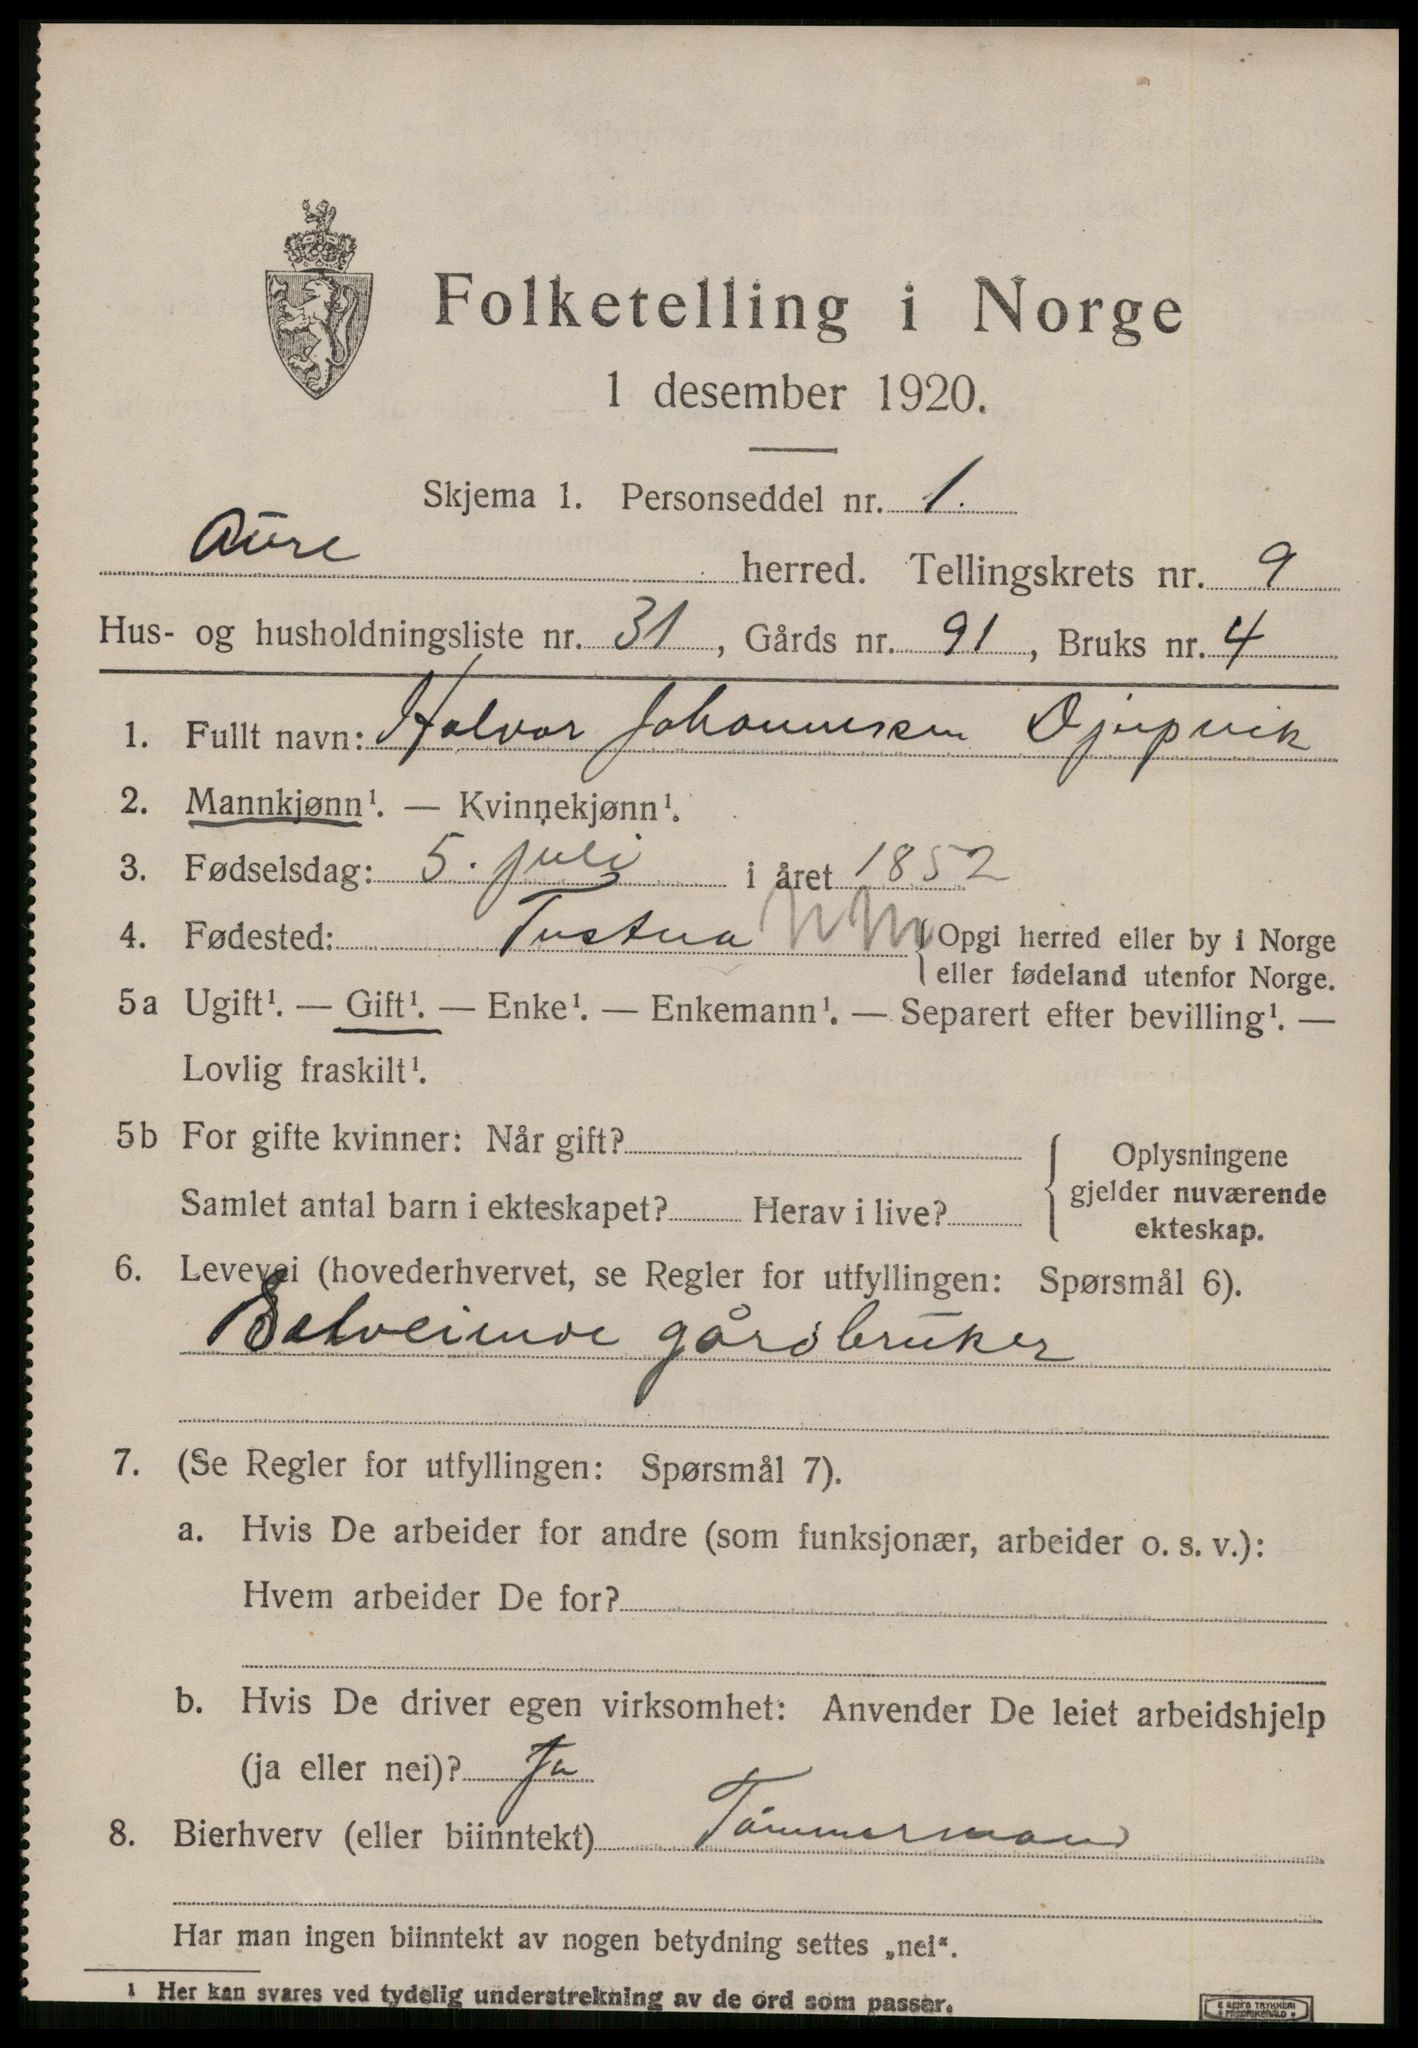 Folketelling i Norge
1 desember 1920.
Skjema 1. Personseddel nr. 1.
Aure herred. Tellingskrets nr. 9
Hus- og husholdningsliste nr. 31, Gårds nr. 91, Bruks nr. 4
1. Fullt navn: Halvor Johannessen Djupvik
2. Mannkjønn¹. — Kvinnekjønn¹.
3. Fødselsdag: 5. juli i året 1852
4. Fødested: Tustna { Opgi herred eller by i Norge
eller fødeland utenfor Norge.
5a Ugift¹. — Gift¹. — Enke¹. — Enkemann¹. — Separert efter bevilling¹. —
Lovlig fraskilt¹.
5b For gifte kvinner: Når gift?
Samlet antal barn i ekteskapet? Herav i live?
Oplysningene
gjelder nuværende
ekteskap.
6. Levevei (hovederhvervet, se Regler for utfyllingen: Spørsmål 6).
Selveiende gårdbruker
7. (Se Regler for utfyllingen: Spørsmål 7).
a. Hvis De arbeider for andre (som funksjonær, arbeider o. s. v.):
Hvem arbeider De for?
b. Hvis De driver egen virksomhet: Anvender De leiet arbeidshjelp
(ja eller nei)? Ja
8. Bierhverv (eller biinntekt) Tömmermand
Har man ingen biinntekt av nogen betydning settes „nei“.
1 Her kan svares ved tydelig understrekning av de ord som passer.